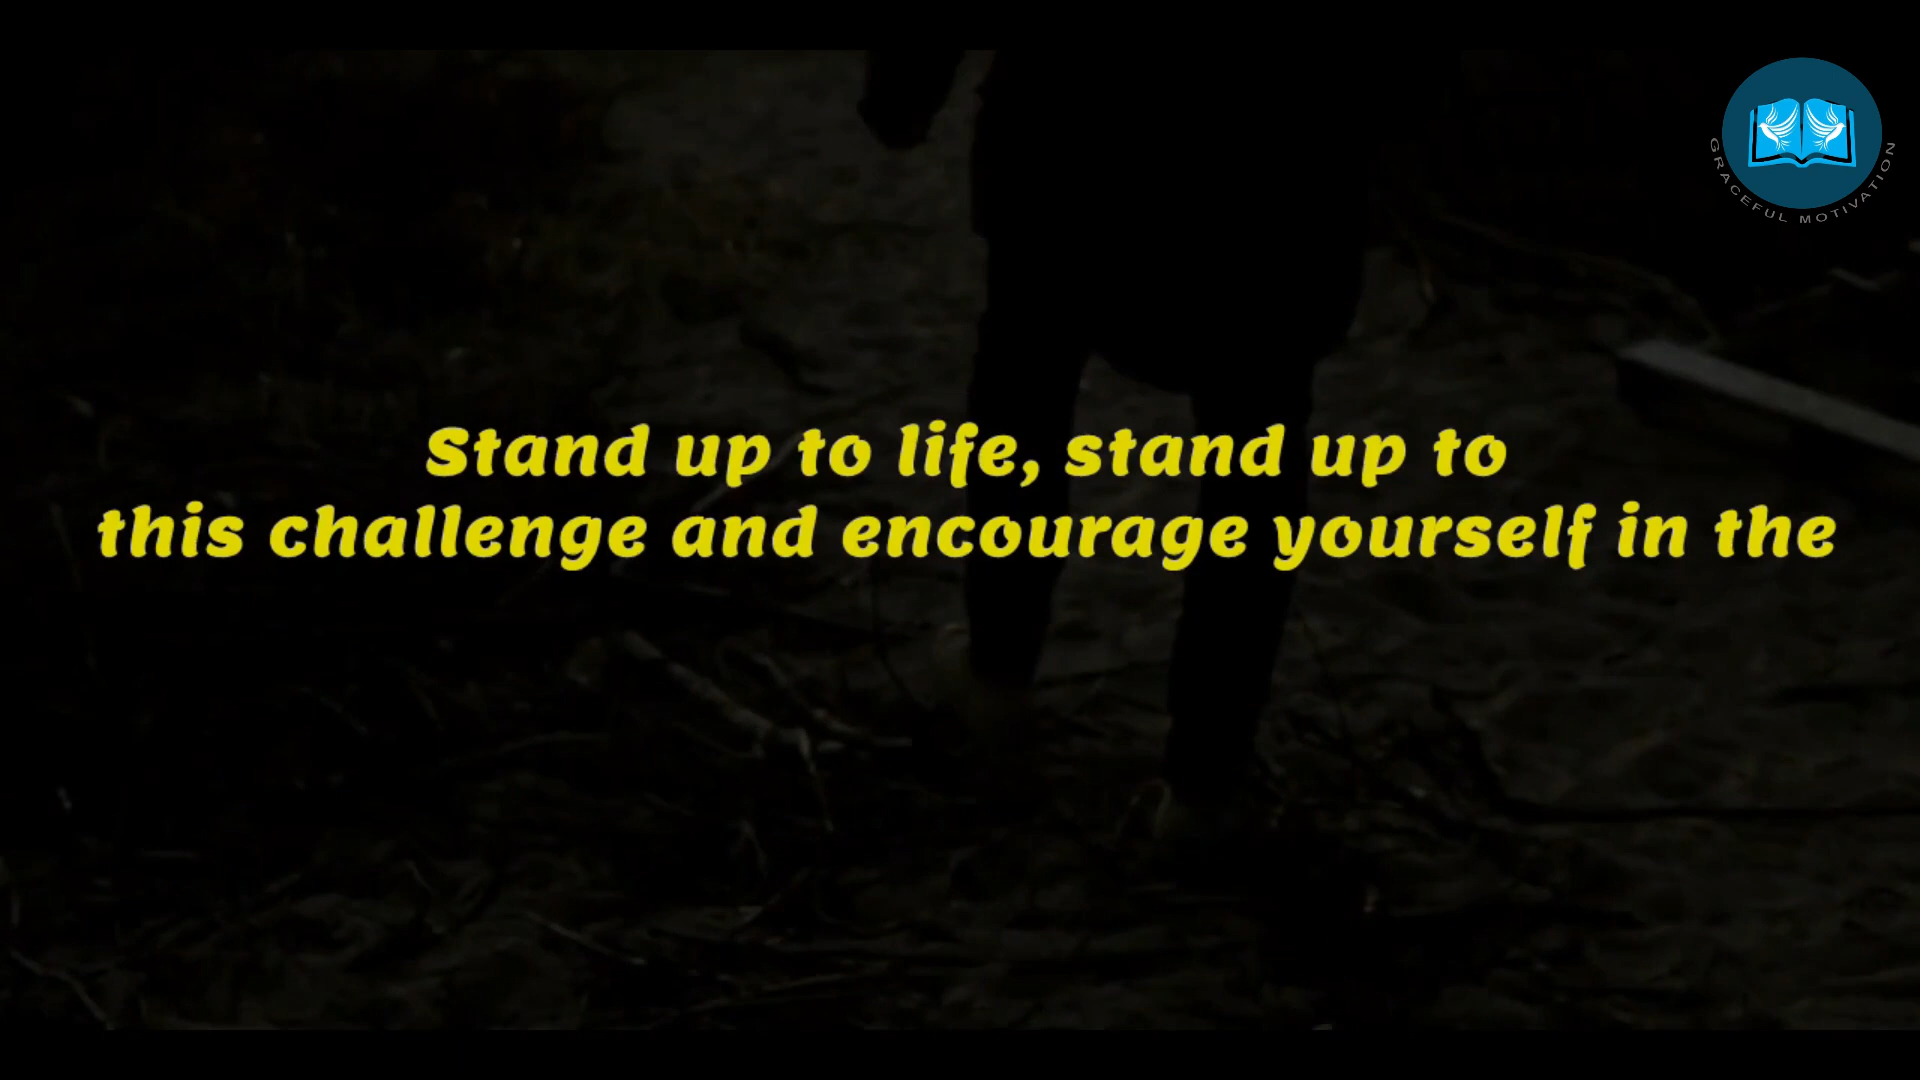 GRACEFUL MOTIVATION
Stand up to life, stand up to
this challenge and encourage yourself in the